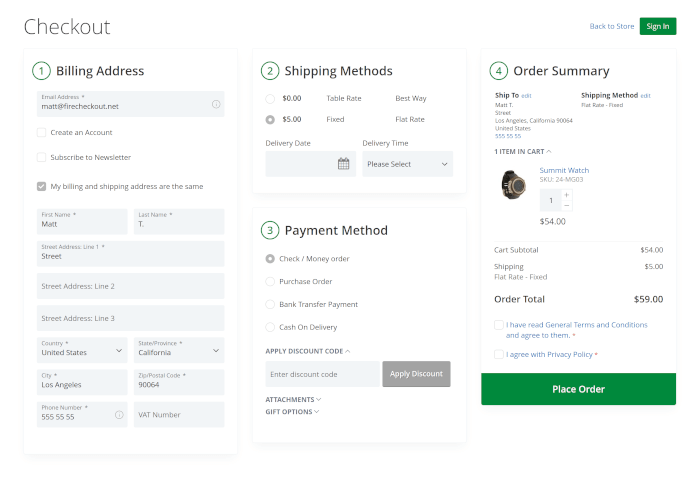 Checkout
Back to Store
Sign In
1 Billing Address
Email Address *
matt@firecheckout.net
Create an Account
Subscribe to Newsletter
My billing and shipping address are the same
First Name *
Matt
Last Name *
T.
Street Address: Line 1 *
Street
Street Address: Line 2
Street Address: Line 3
Country *
United States
State/Province *
California
City *
Los Angeles
Zip/Postal Code *
90064
Phone Number *
555 55 55
VAT Number
2 Shipping Methods
$0.00 Table Rate Best Way
$5.00 Fixed Flat Rate
Delivery Date
Delivery Time
Please Select
3 Payment Method
Check / Money order
Purchase Order
Bank Transfer Payment
Cash On Delivery
APPLY DISCOUNT CODE
Enter discount code
Apply Discount
ATTACHMENTS
GIFT OPTIONS
4 Order Summary
Ship To edit
Matt T.
Street
Los Angeles, California 90064
United States
555 55 55
Shipping Method edit
Flat Rate - Fixed
1 ITEM IN CART
Summit Watch
SKU: 24-MG03
1 + −
$54.00
Cart Subtotal $54.00
Shipping $5.00
Flat Rate - Fixed
Order Total $59.00
I have read General Terms and Conditions
and agree to them. *
I agree with Privacy Policy *
Place Order